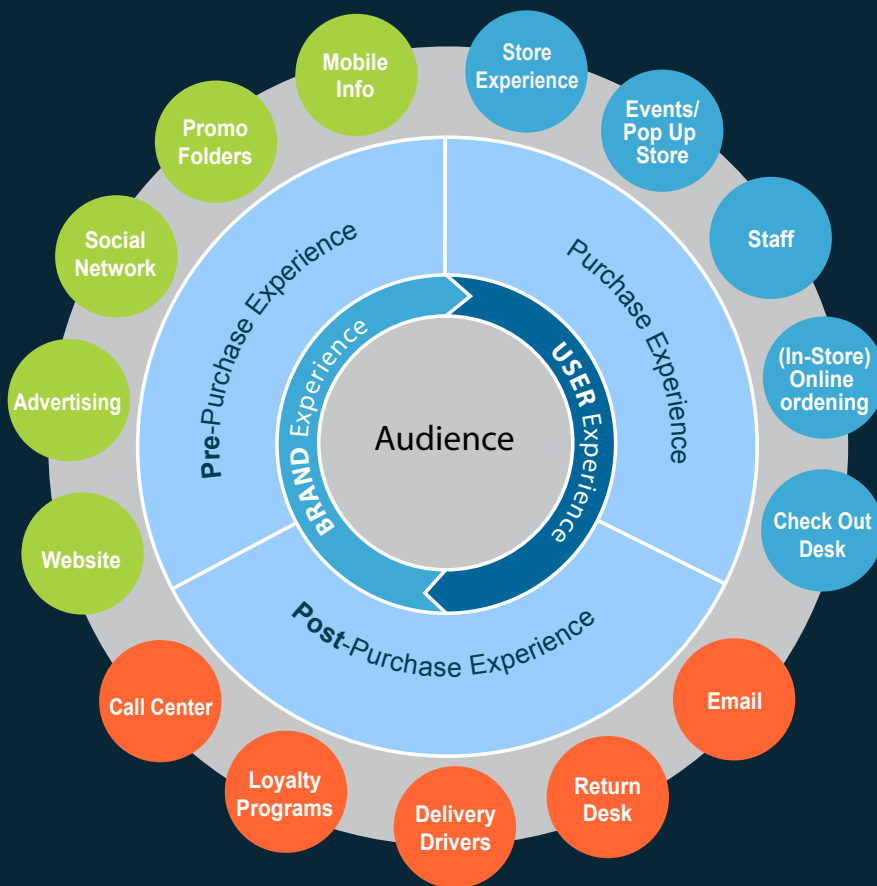 Mobile
Info
Store
Experience
Events/
Pop Up
Store
Staff
(In-Store)
Online
ordening
Check Out
Desk
Email
Return
Desk
Delivery
Drivers
Loyalty
Programs
Call Center
Website
Advertising
Social
Network
Promo
Folders
Pre-Purchase Experience
Purchase Experience
Post-Purchase Experience
BRAND Experience
USER Experience
Audience